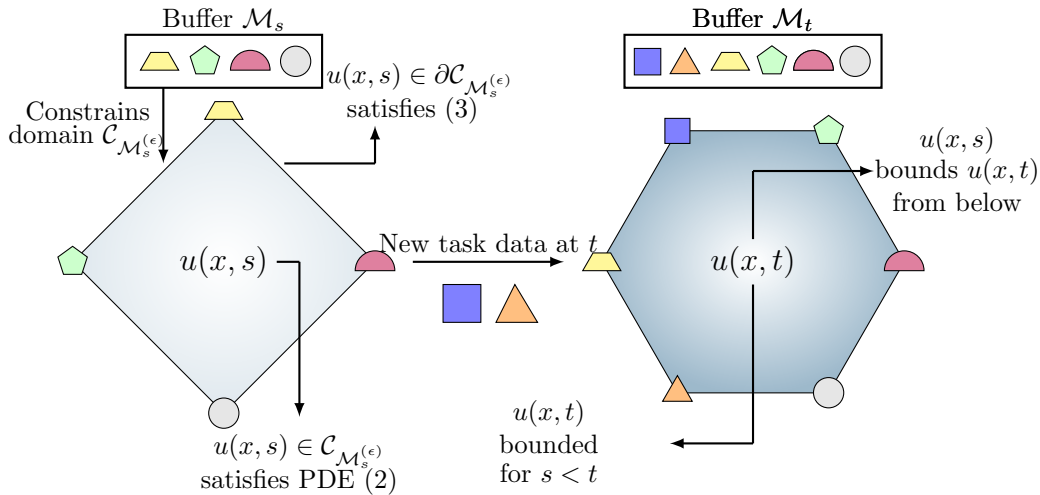 Buffer $\mathcal{M}_s$
Constrains
domain $\mathcal{C}_{\mathcal{M}_s^{(\epsilon)}}$
$u(x, s) \in \partial\mathcal{C}_{\mathcal{M}_s^{(\epsilon)}}$
satisfies (3)
$u(x, s)$
$u(x, s) \in \mathcal{C}_{\mathcal{M}_s^{(\epsilon)}}$
satisfies PDE (2)
New task data at $t$
Buffer $\mathcal{M}_t$
$u(x, s)$
bounds $u(x, t)$
from below
$u(x, t)$
$u(x, t)$
bounded
for $s < t$